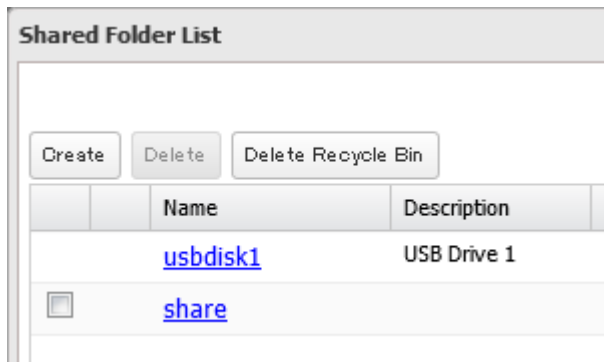 Shared Folder List
Create Delete Delete Recycle Bin
Name Description
usbdisk1 USB Drive 1
share